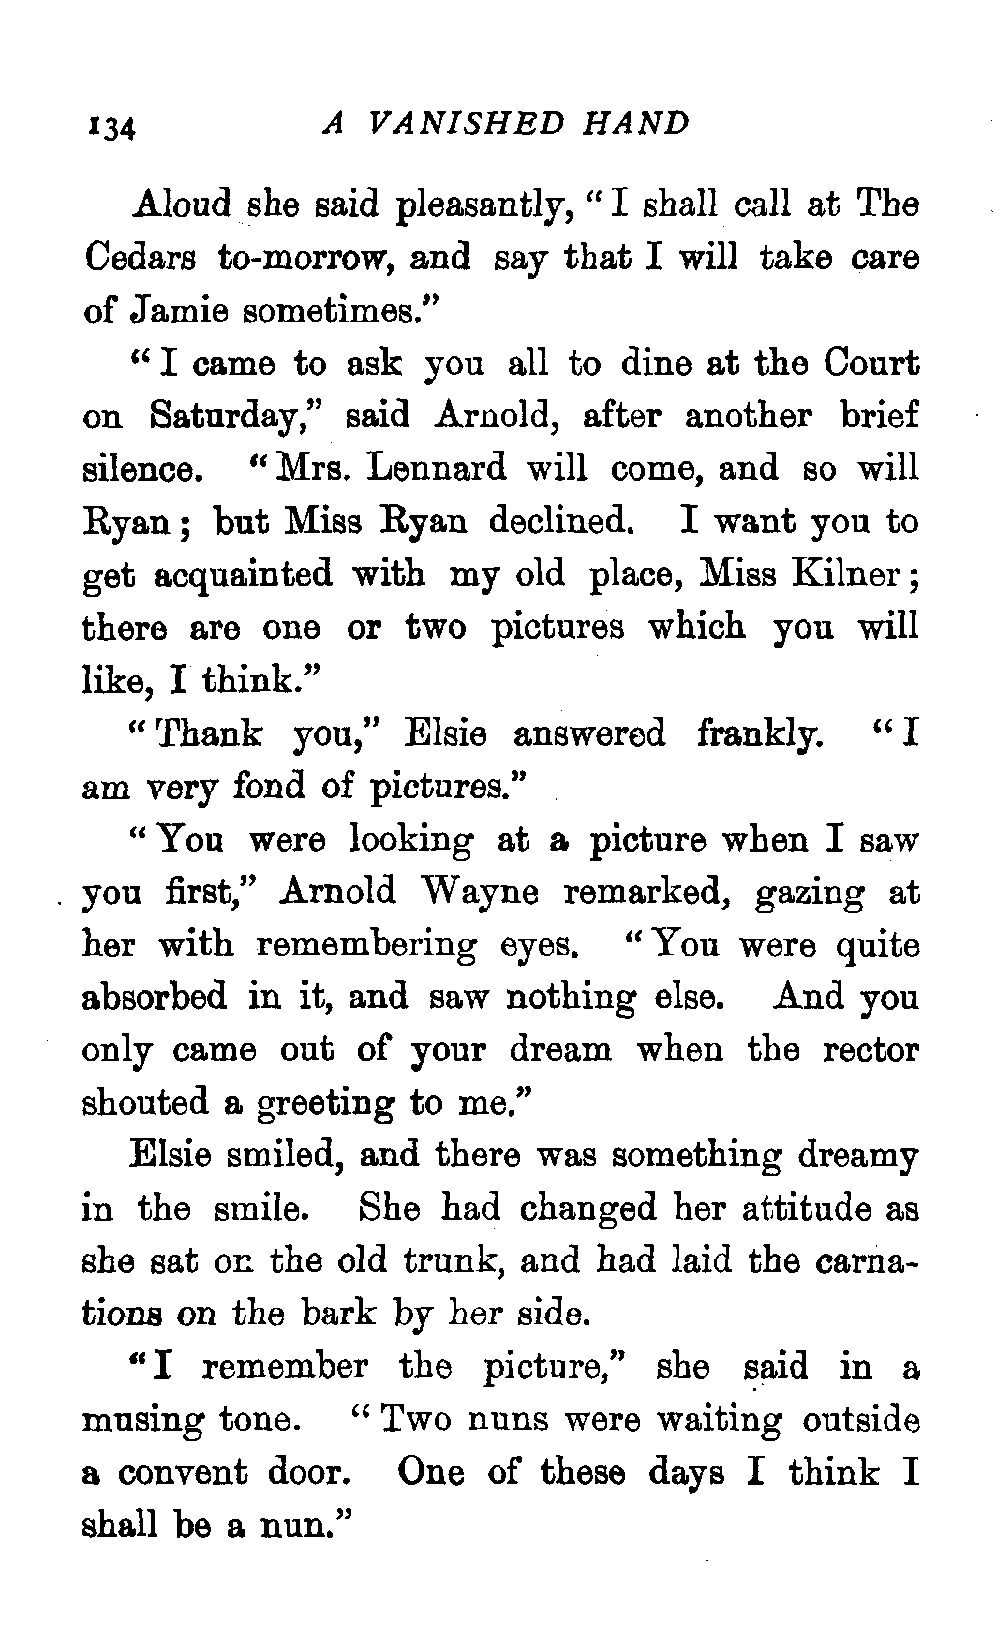 134 A VANISHED HAND
Aloud she said pleasantly, “I shall call at The
Cedars to-morrow, and say that I will take care
of Jamie sometimes.”
“I came to ask you all to dine at the Court
on Saturday,” said Arnold, after another brief
silence. “Mrs. Lennard will come, and so will
Ryan; but Miss Ryan declined. I want you to
get acquainted with my old place, Miss Kilner;
there are one or two pictures which you will
like, I think.”
“Thank you,” Elsie answered frankly. “I
am very fond of pictures.”
“You were looking at a picture when I saw
you first,” Arnold Wayne remarked, gazing at
her with remembering eyes. “You were quite
absorbed in it, and saw nothing else. And you
only came out of your dream when the rector
shouted a greeting to me.”
Elsie smiled, and there was something dreamy
in the smile. She had changed her attitude as
she sat on the old trunk, and had laid the carna-
tions on the bark by her side.
“I remember the picture,” she said in a
musing tone. “Two nuns were waiting outside
a convent door. One of these days I think I
shall be a nun.”